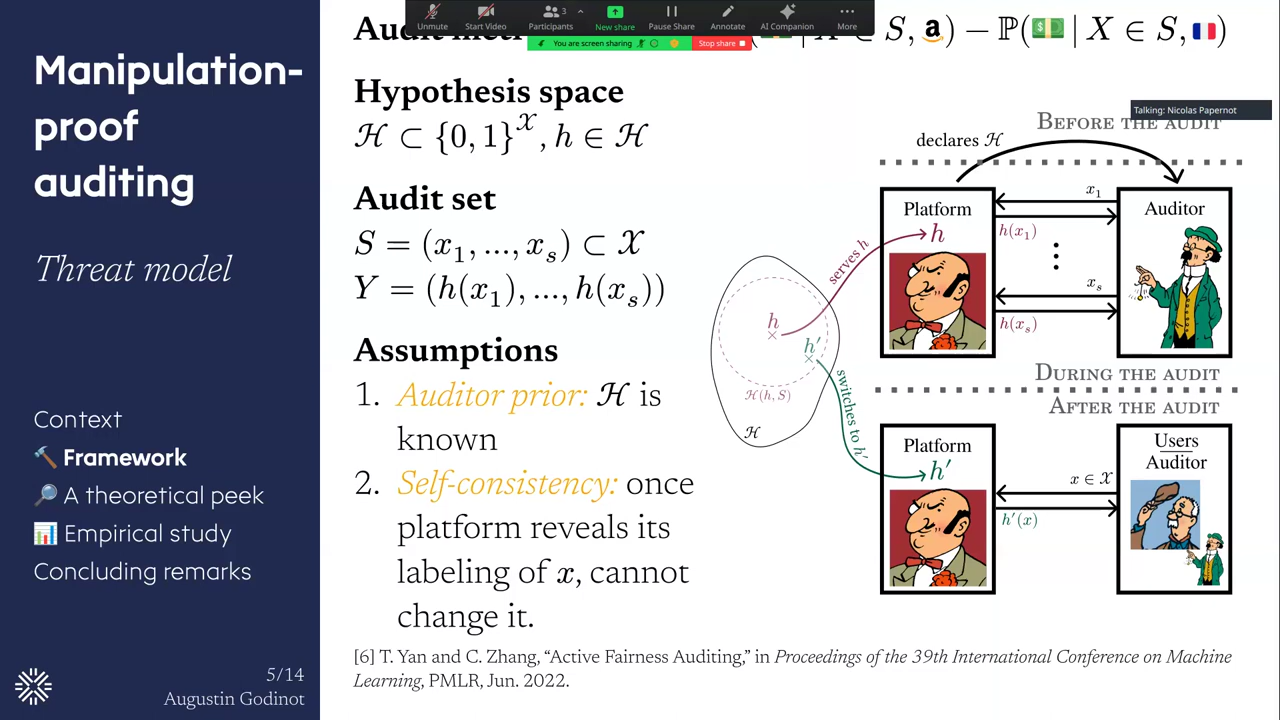 Unmute
Start Video
Participants
3
New share
Pause Share
Annotate
AI Companion
More
You are screen sharing
Stop share
| X ∈ S, a) − ℙ(💵 | X ∈ S, 🇫🇷)
Talking: Nicolas Papernot
Manipulation-
proof
auditing
Threat model
Context
🔨 Framework
🔎 A theoretical peek
📊 Empirical study
Concluding remarks
5/14
Augustin Godinot
Hypothesis space
ℋ ⊂ {0, 1}^𝒳, h ∈ ℋ
Audit set
S = (x₁, ..., xₛ) ⊂ 𝒳
Y = (h(x₁), ..., h(xₛ))
Assumptions
1. Auditor prior: ℋ is
known
2. Self-consistency: once
platform reveals its
labeling of x, cannot
change it.
Before the audit
declares ℋ
Platform
h
Auditor
x₁
h(x₁)
⋮
xₛ
h(xₛ)
serves h
h
h′
ℋ(h, S)
ℋ
switches to h′
During the audit
After the audit
Platform
h′
Users
Auditor
x ∈ 𝒳
h′(x)
[6] T. Yan and C. Zhang, “Active Fairness Auditing,” in Proceedings of the 39th International Conference on Machine
Learning, PMLR, Jun. 2022.